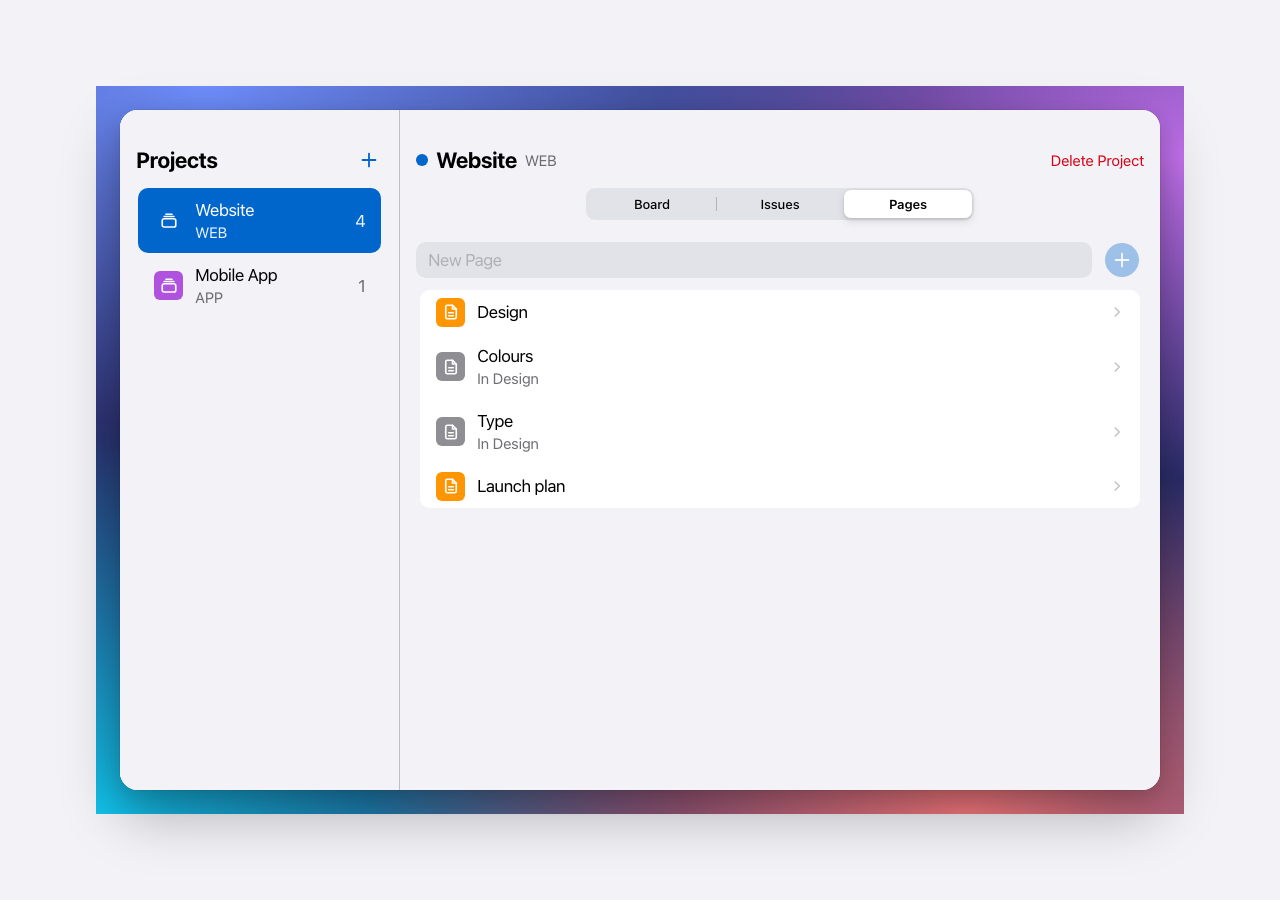 Projects
Website
WEB
4
Mobile App
APP
1
Website WEB
Delete Project
Board
Issues
Pages
New Page
Design
Colours
In Design
Type
In Design
Launch plan